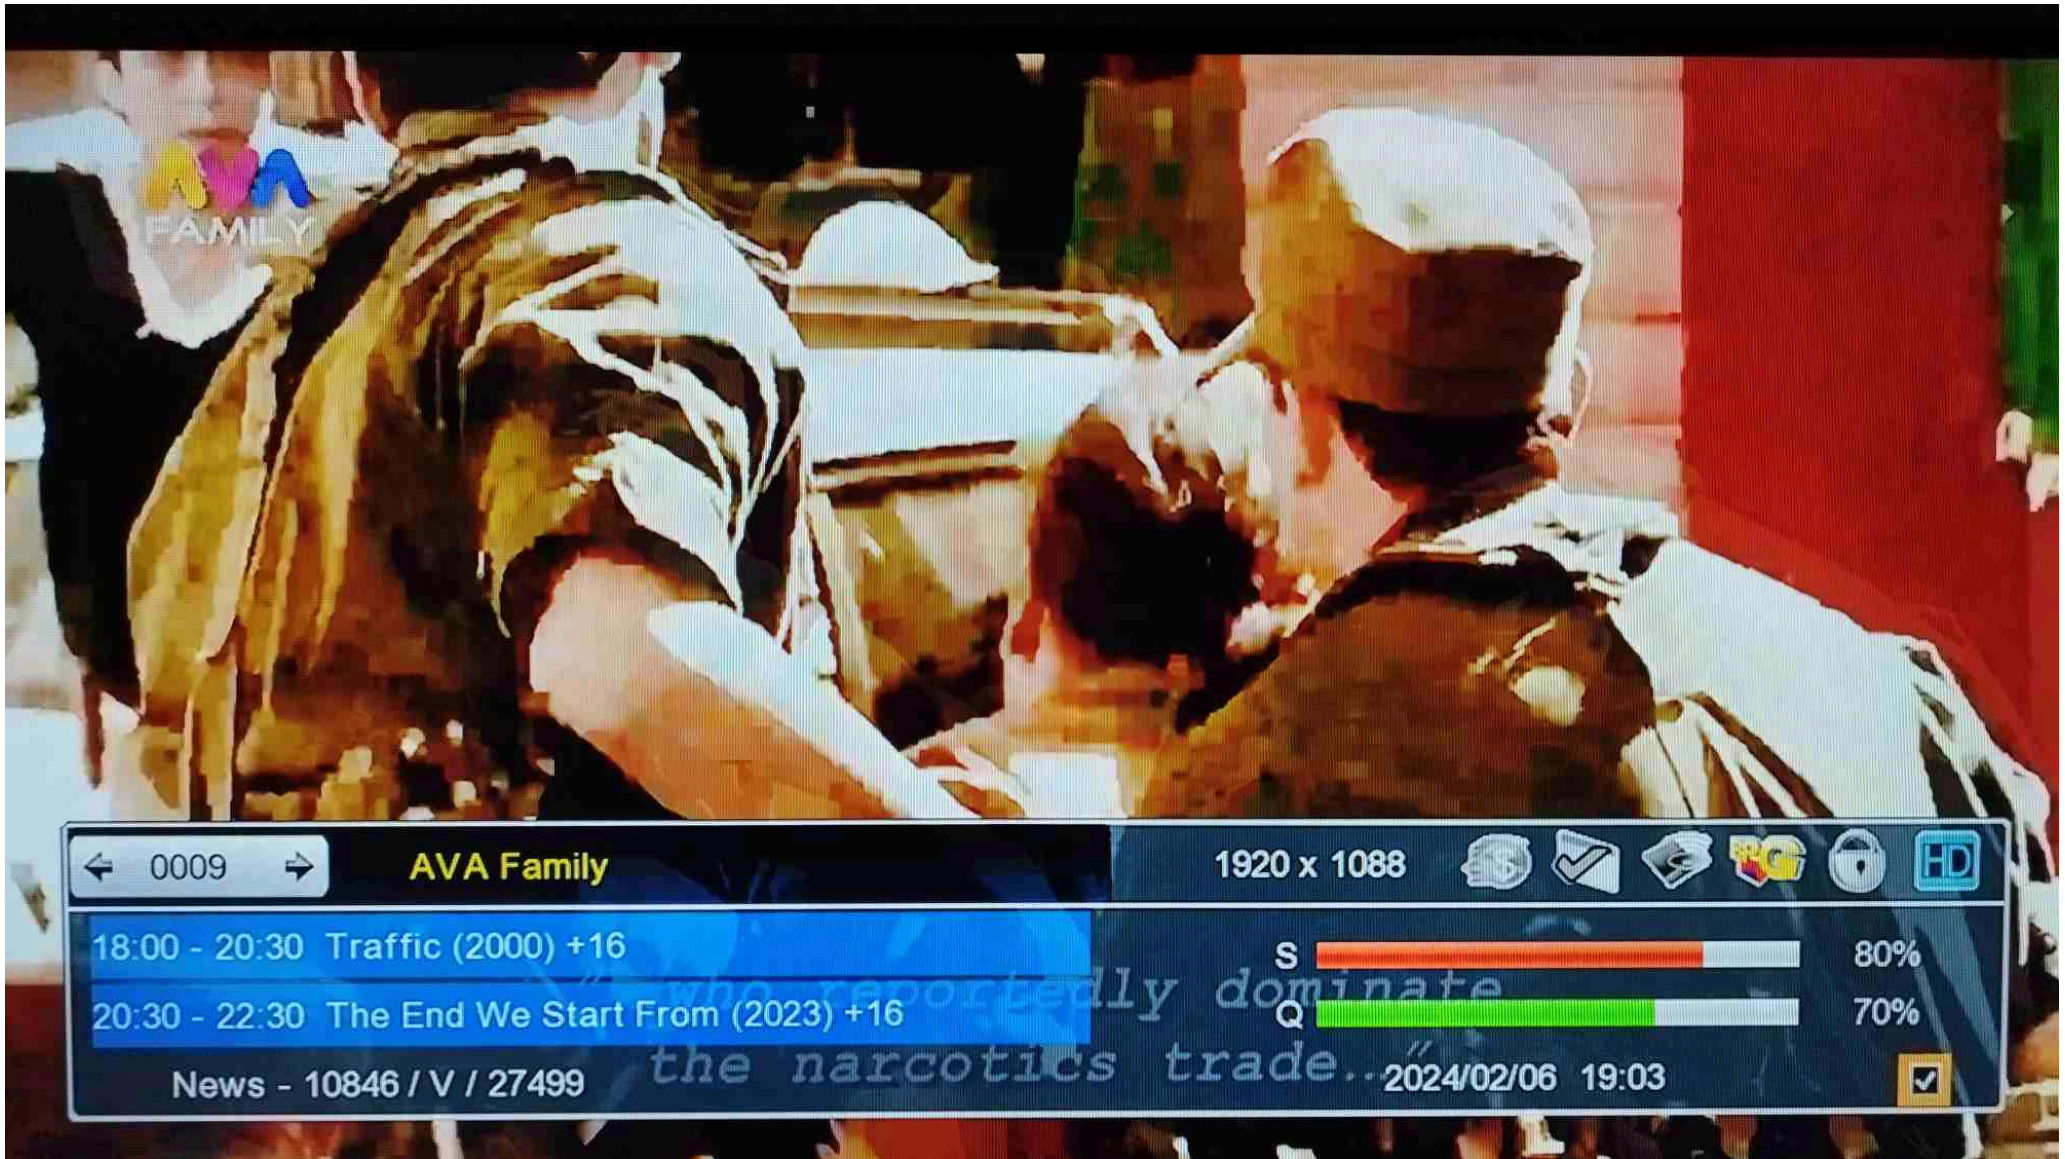 AVA
FAMILY
0009 AVA Family 1920 x 1088 HD
18:00 - 20:30 Traffic (2000) +16
S 80%
" who reportedly dominate
20:30 - 22:30 The End We Start From (2023) +16
Q 70%
the narcotics trade..."
News - 10846 / V / 27499
2024/02/06 19:03